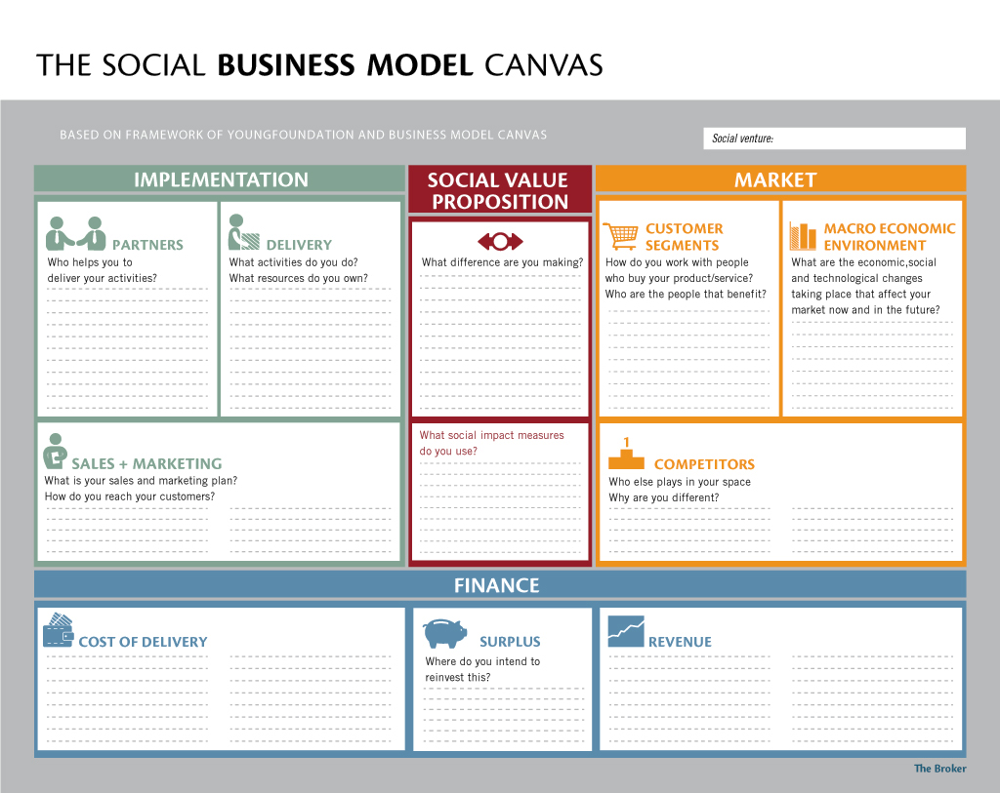 THE SOCIAL BUSINESS MODEL CANVAS
BASED ON FRAMEWORK OF YOUNGFOUNDATION AND BUSINESS MODEL CANVAS
Social venture:
IMPLEMENTATION
PARTNERS
Who helps you to
deliver your activities?
DELIVERY
What activities do you do?
What resources do you own?
SALES + MARKETING
What is your sales and marketing plan?
How do you reach your customers?
SOCIAL VALUE
PROPOSITION
What difference are you making?
What social impact measures
do you use?
MARKET
CUSTOMER
SEGMENTS
How do you work with people
who buy your product/service?
Who are the people that benefit?
MACRO ECONOMIC
ENVIRONMENT
What are the economic,social
and technological changes
taking place that affect your
market now and in the future?
1
COMPETITORS
Who else plays in your space
Why are you different?
FINANCE
COST OF DELIVERY
SURPLUS
Where do you intend to
reinvest this?
REVENUE
The Broker